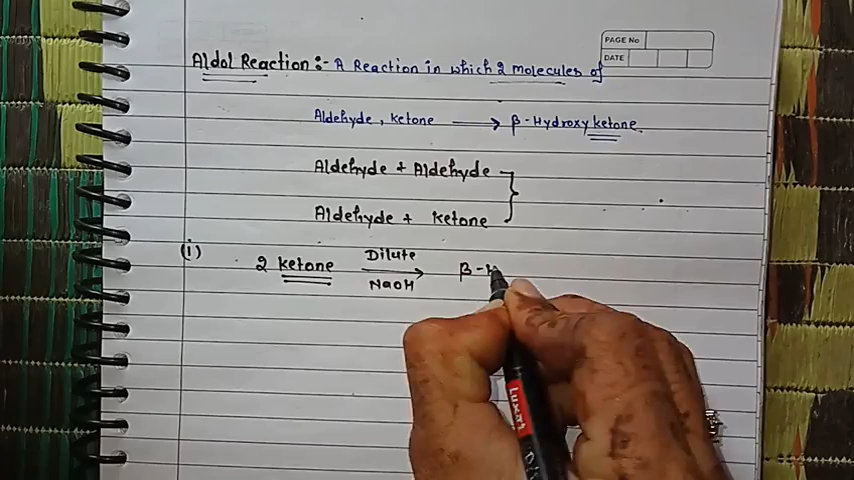 PAGE No
DATE
Aldol Reaction :- A Reaction in which 2 molecules of
Aldehyde, ketone → β-Hydroxy ketone.
Aldehyde + Aldehyde
Aldehyde + ketone
(i) 2 ketone Dilute NaOH → β-H
luxor